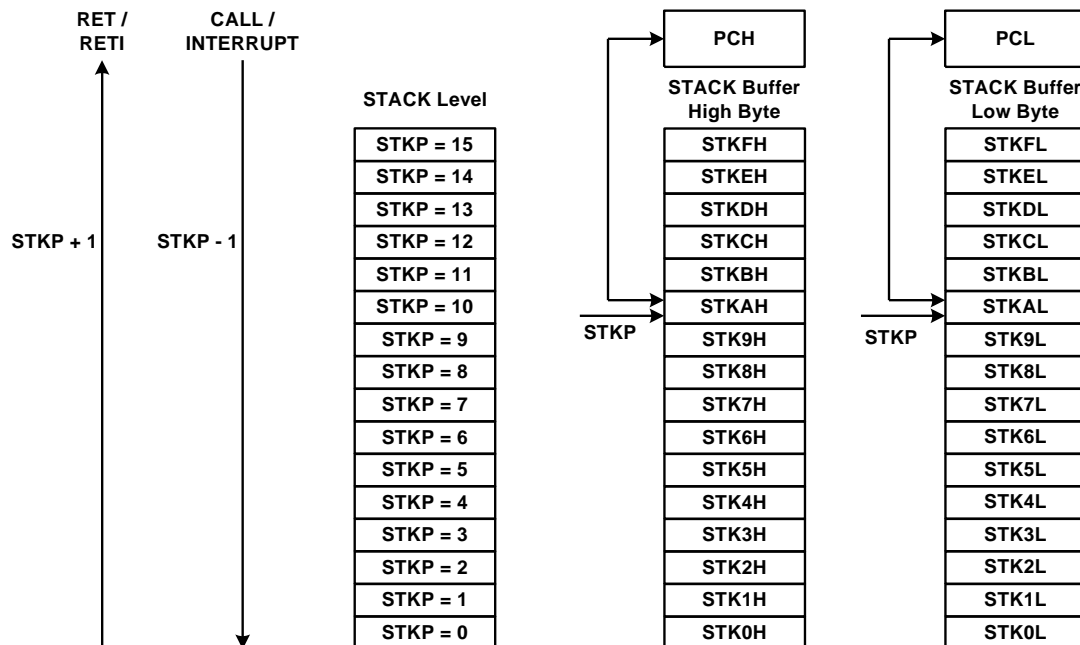 RET /
RETI
CALL /
INTERRUPT
STKP + 1
STKP - 1
STACK Level
STKP = 15
STKP = 14
STKP = 13
STKP = 12
STKP = 11
STKP = 10
STKP = 9
STKP = 8
STKP = 7
STKP = 6
STKP = 5
STKP = 4
STKP = 3
STKP = 2
STKP = 1
STKP = 0
PCH
STACK Buffer
High Byte
STKFH
STKEH
STKDH
STKCH
STKBH
STKAH
STK9H
STK8H
STK7H
STK6H
STK5H
STK4H
STK3H
STK2H
STK1H
STK0H
STKP
PCL
STACK Buffer
Low Byte
STKFL
STKEL
STKDL
STKCL
STKBL
STKAL
STK9L
STK8L
STK7L
STK6L
STK5L
STK4L
STK3L
STK2L
STK1L
STK0L
STKP